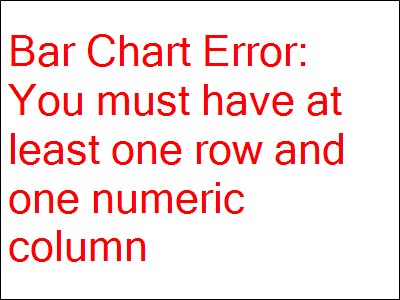 Bar Chart Error:
You must have at
least one row and
one numeric
column